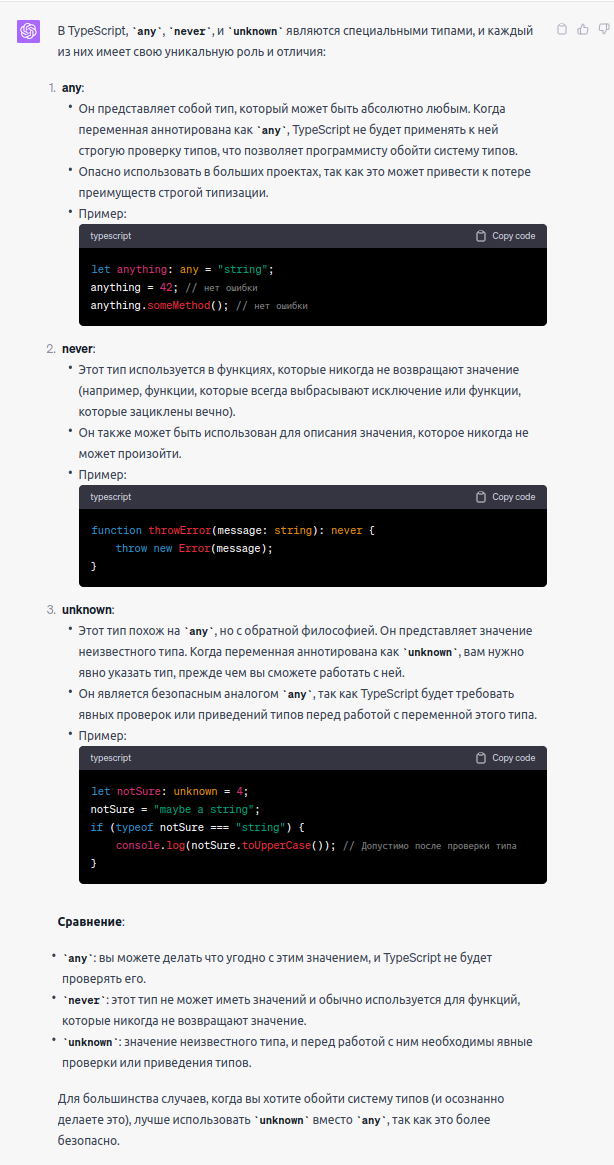 В TypeScript, `any`, `never`, и `unknown` являются специальными типами, и каждый
из них имеет свою уникальную роль и отличия:
1. any:
• Он представляет собой тип, который может быть абсолютно любым. Когда
переменная аннотирована как `any`, TypeScript не будет применять к ней
строгую проверку типов, что позволяет программисту обойти систему типов.
• Опасно использовать в больших проектах, так как это может привести к потере
преимуществ строгой типизации.
• Пример:
typescript Copy code
let anything: any = "string";
anything = 42; // нет ошибки
anything.someMethod(); // нет ошибки
2. never:
• Этот тип используется в функциях, которые никогда не возвращают значение
(например, функции, которые всегда выбрасывают исключение или функции,
которые зациклены вечно).
• Он также может быть использован для описания значения, которое никогда не
может произойти.
• Пример:
typescript Copy code
function throwError(message: string): never {
    throw new Error(message);
}
3. unknown:
• Этот тип похож на `any`, но с обратной философией. Он представляет значение
неизвестного типа. Когда переменная аннотирована как `unknown`, вам нужно
явно указать тип, прежде чем вы сможете работать с ней.
• Он является безопасным аналогом `any`, так как TypeScript будет требовать
явных проверок или приведений типов перед работой с переменной этого типа.
• Пример:
typescript Copy code
let notSure: unknown = 4;
notSure = "maybe a string";
if (typeof notSure === "string") {
    console.log(notSure.toUpperCase()); // Допустимо после проверки типа
}
Сравнение:
• `any`: вы можете делать что угодно с этим значением, и TypeScript не будет
проверять его.
• `never`: этот тип не может иметь значений и обычно используется для функций,
которые никогда не возвращают значение.
• `unknown`: значение неизвестного типа, и перед работой с ним необходимы явные
проверки или приведения типов.
Для большинства случаев, когда вы хотите обойти систему типов (и осознанно
делаете это), лучше использовать `unknown` вместо `any`, так как это более
безопасно.